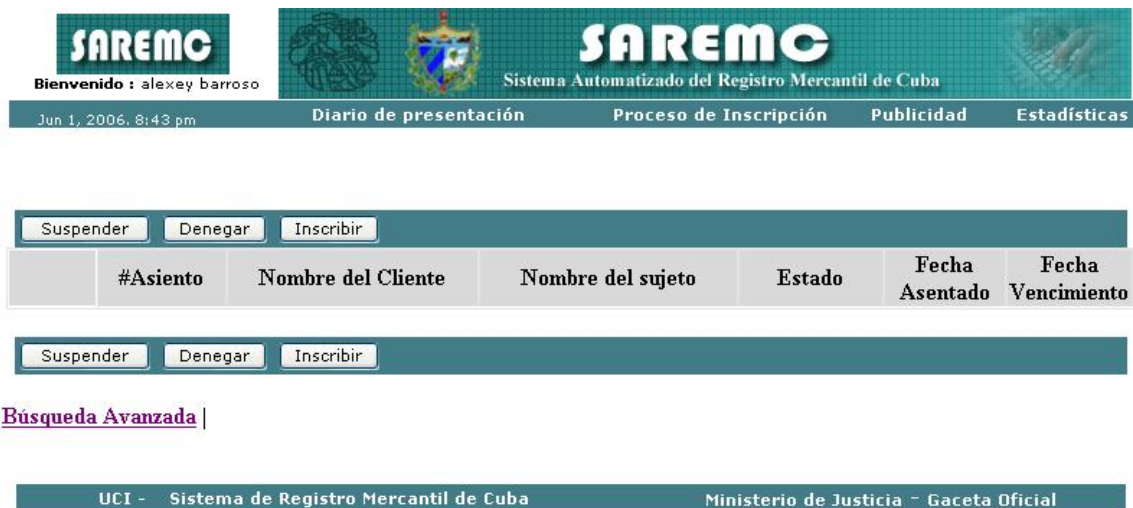 SAREMC
Bienvenido : alexey barroso
SAREMC
Sistema Automatizado del Registro Mercantil de Cuba
Jun 1, 2006. 8:43 pm Diario de presentación Proceso de Inscripción Publicidad Estadísticas
Suspender Denegar Inscribir
#Asiento Nombre del Cliente Nombre del sujeto Estado Fecha Asentado Fecha Vencimiento
Suspender Denegar Inscribir
Búsqueda Avanzada |
UCI - Sistema de Registro Mercantil de Cuba Ministerio de Justicia - Gaceta Oficial